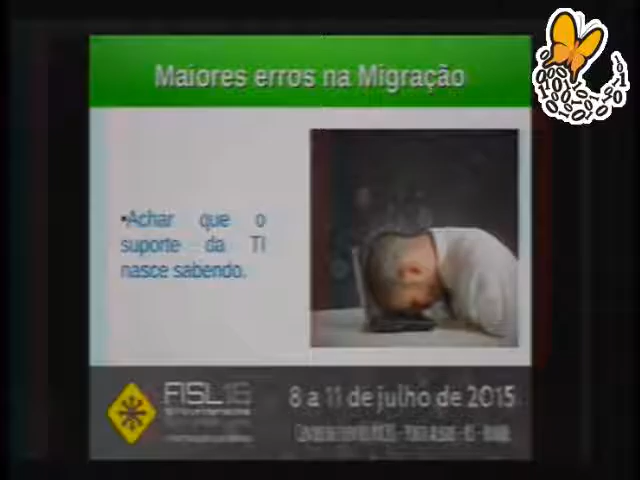 Maiores erros na Migração
•Achar que o
suporte da TI
nasce sabendo.
FISL16
8 a 11 de julho de 2015